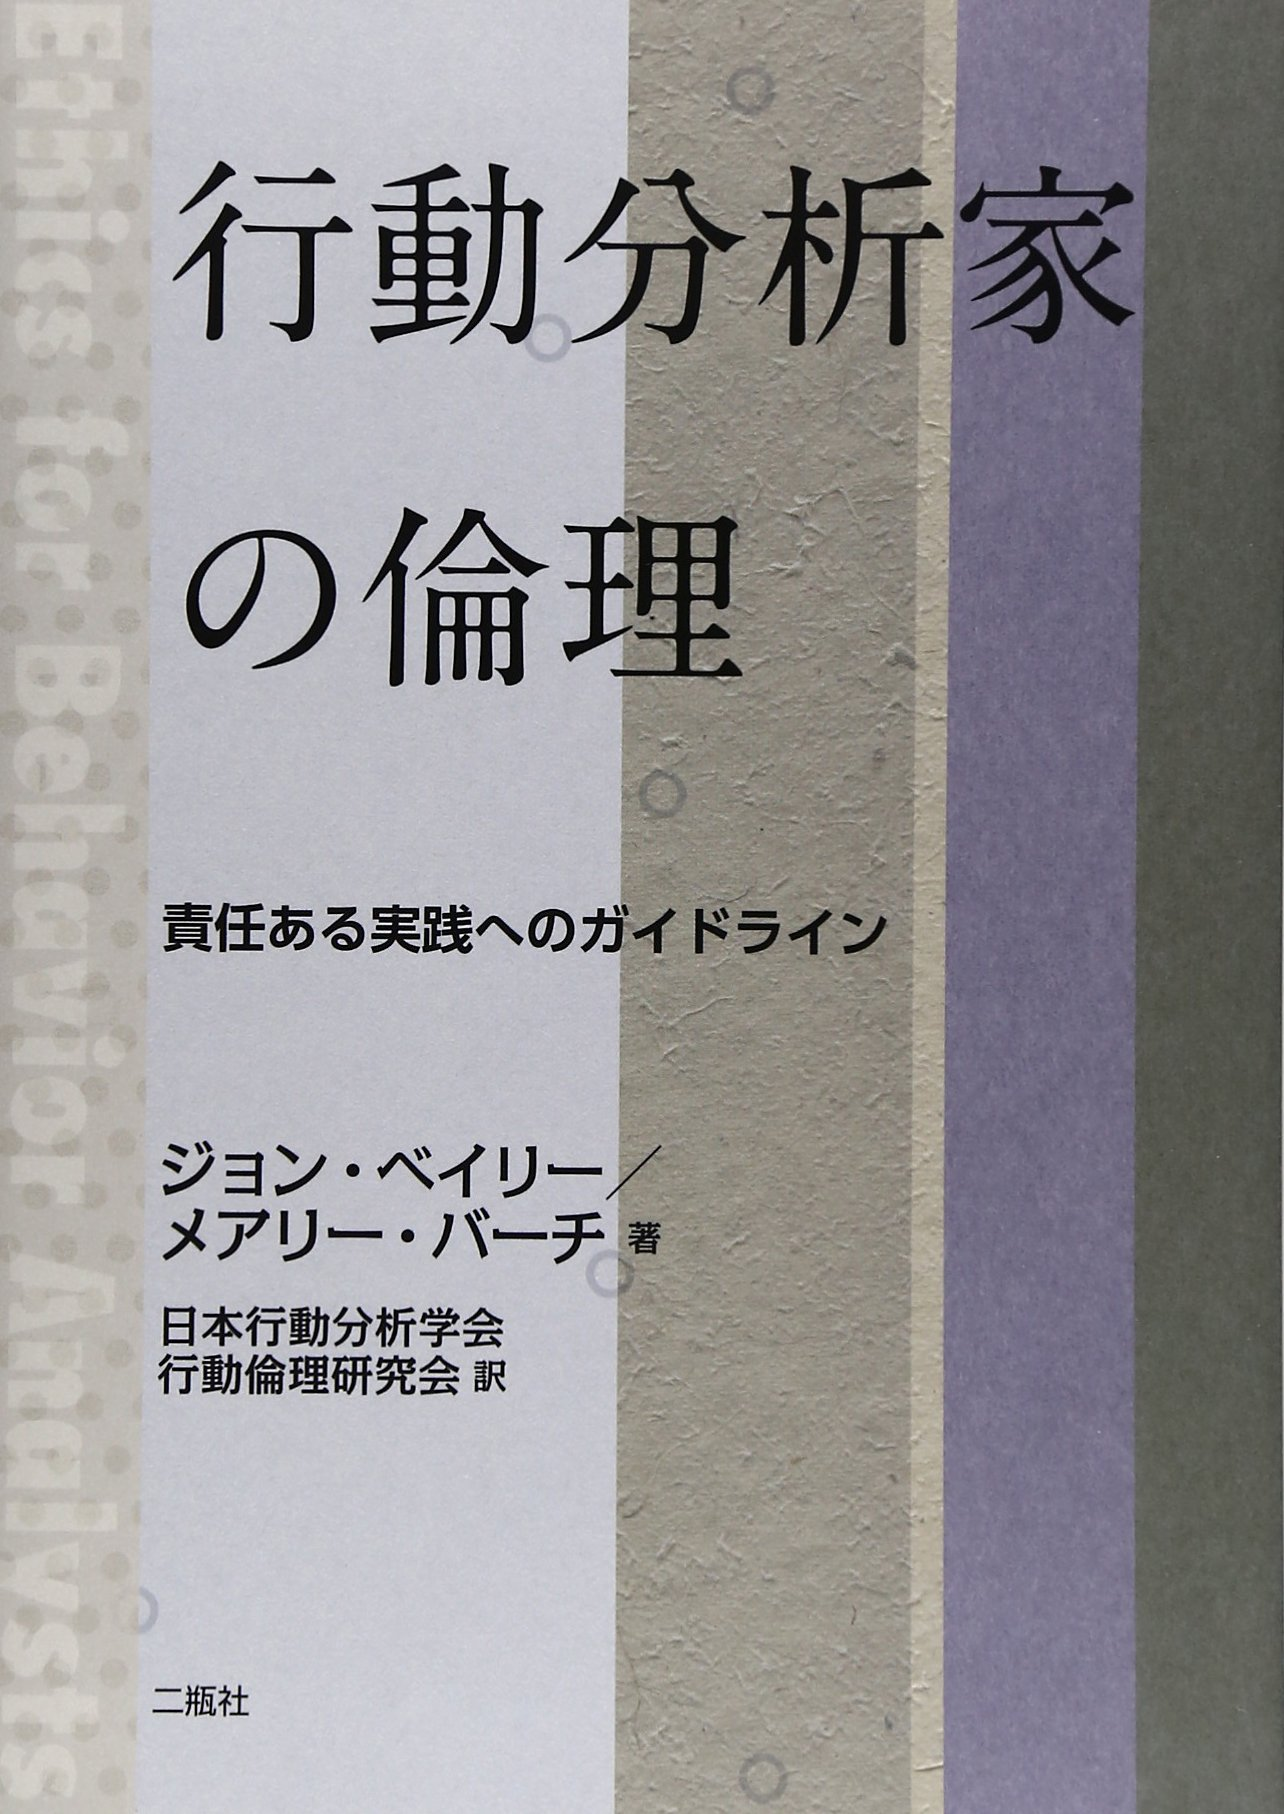 行動分析家
の倫理
責任ある実践へのガイドライン
ジョン・ベイリー／
メアリー・バーチ 著
日本行動分析学会
行動倫理研究会 訳
二瓶社
Ethics for Behavior Analysts